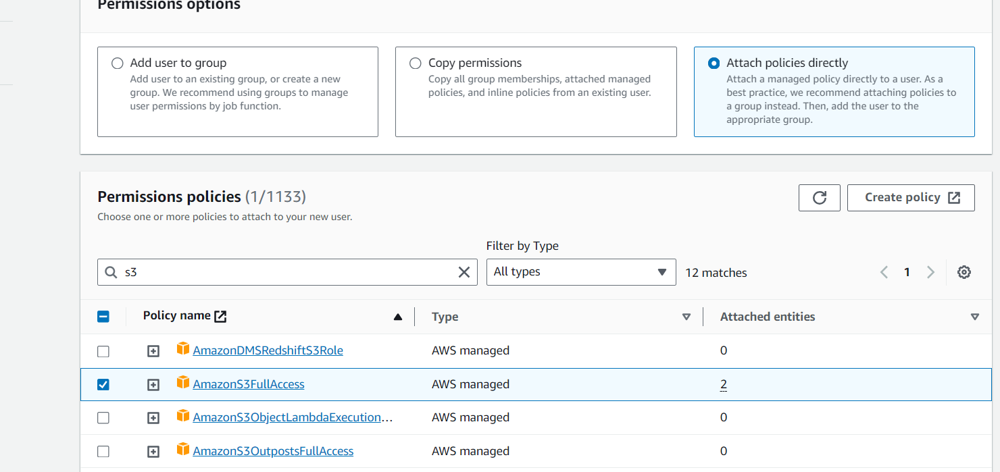 Permissions options
Add user to group
Add user to an existing group, or create a new
group. We recommend using groups to manage
user permissions by job function.
Copy permissions
Copy all group memberships, attached managed
policies, and inline policies from an existing user.
Attach policies directly
Attach a managed policy directly to a user. As a
best practice, we recommend attaching policies to
a group instead. Then, add the user to the
appropriate group.
Permissions policies (1/1133)
Choose one or more policies to attach to your new user.
Create policy
Filter by Type
s3
All types
12 matches
1
Policy name
Type
Attached entities
AmazonDMSRedshiftS3Role
AWS managed
0
AmazonS3FullAccess
AWS managed
2
AmazonS3ObjectLambdaExecution...
AWS managed
0
AmazonS3OutpostsFullAccess
AWS managed
0